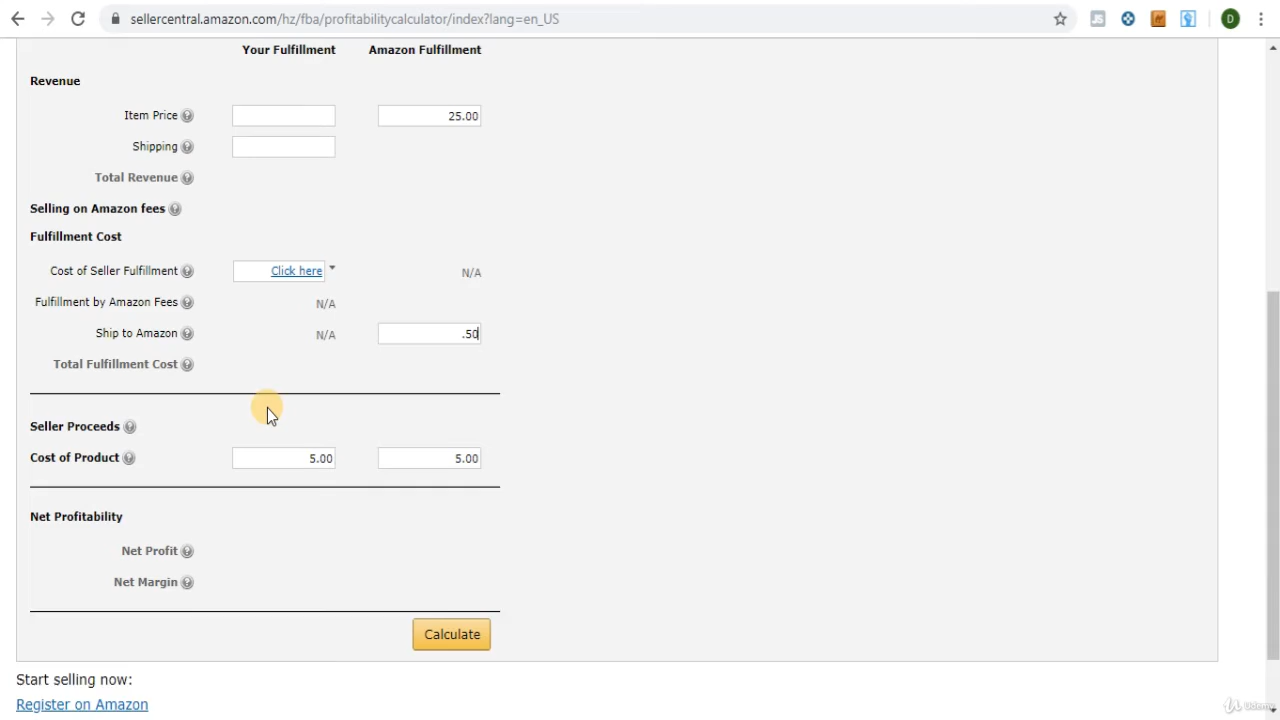 sellercentral.amazon.com/hz/fba/profitabilitycalculator/index?lang=en_US
JS
D
Your Fulfillment Amazon Fulfillment
Revenue
Item Price ? 25.00
Shipping ?
Total Revenue ?
Selling on Amazon fees ?
Fulfillment Cost
Cost of Seller Fulfillment ? Click here N/A
Fulfillment by Amazon Fees ? N/A
Ship to Amazon ? N/A .50
Total Fulfillment Cost ?
Seller Proceeds ?
Cost of Product ? 5.00 5.00
Net Profitability
Net Profit ?
Net Margin ?
Calculate
Start selling now:
Register on Amazon
Udemy